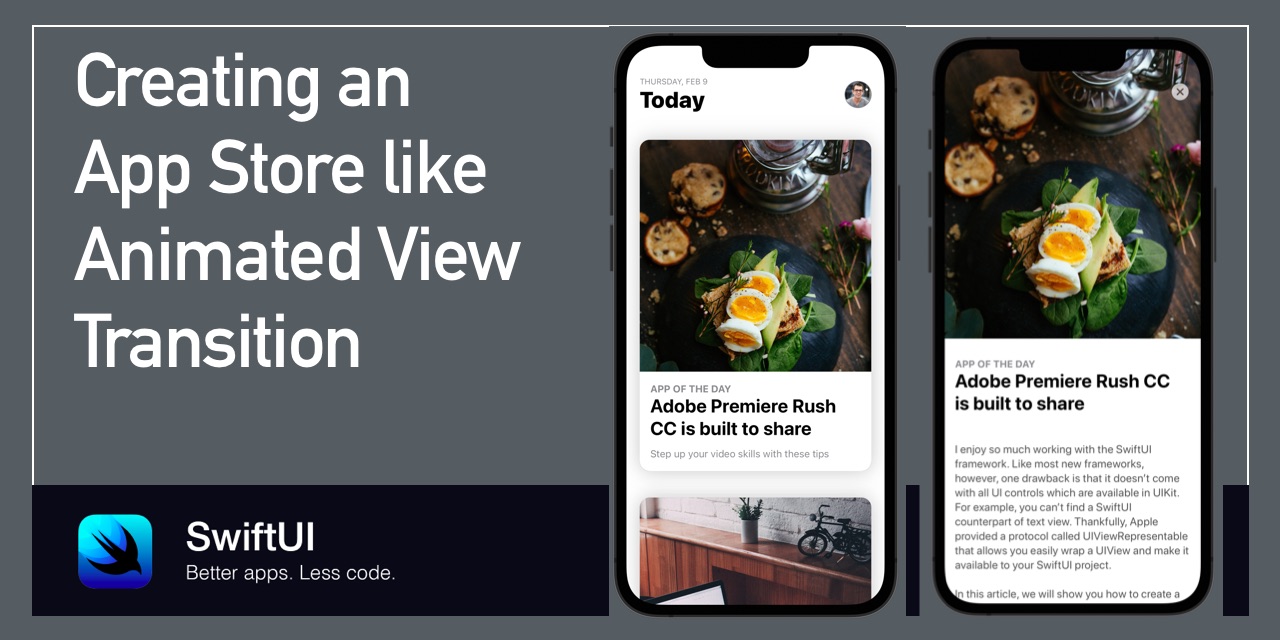 Creating an
App Store like
Animated View
Transition
SwiftUI
Better apps. Less code.
THURSDAY, FEB 9
Today
APP OF THE DAY
Adobe Premiere Rush
CC is built to share
Step up your video skills with these tips
APP OF THE DAY
Adobe Premiere Rush CC
is built to share
I enjoy so much working with the SwiftUI
framework. Like most new frameworks,
however, one drawback is that it doesn't come
with all UI controls which are available in UIKit.
For example, you can't find a SwiftUI
counterpart of text view. Thankfully, Apple
provided a protocol called UIViewRepresentable
that allows you easily wrap a UIView and make it
available to your SwiftUI project.
In this article, we will show you how to create a